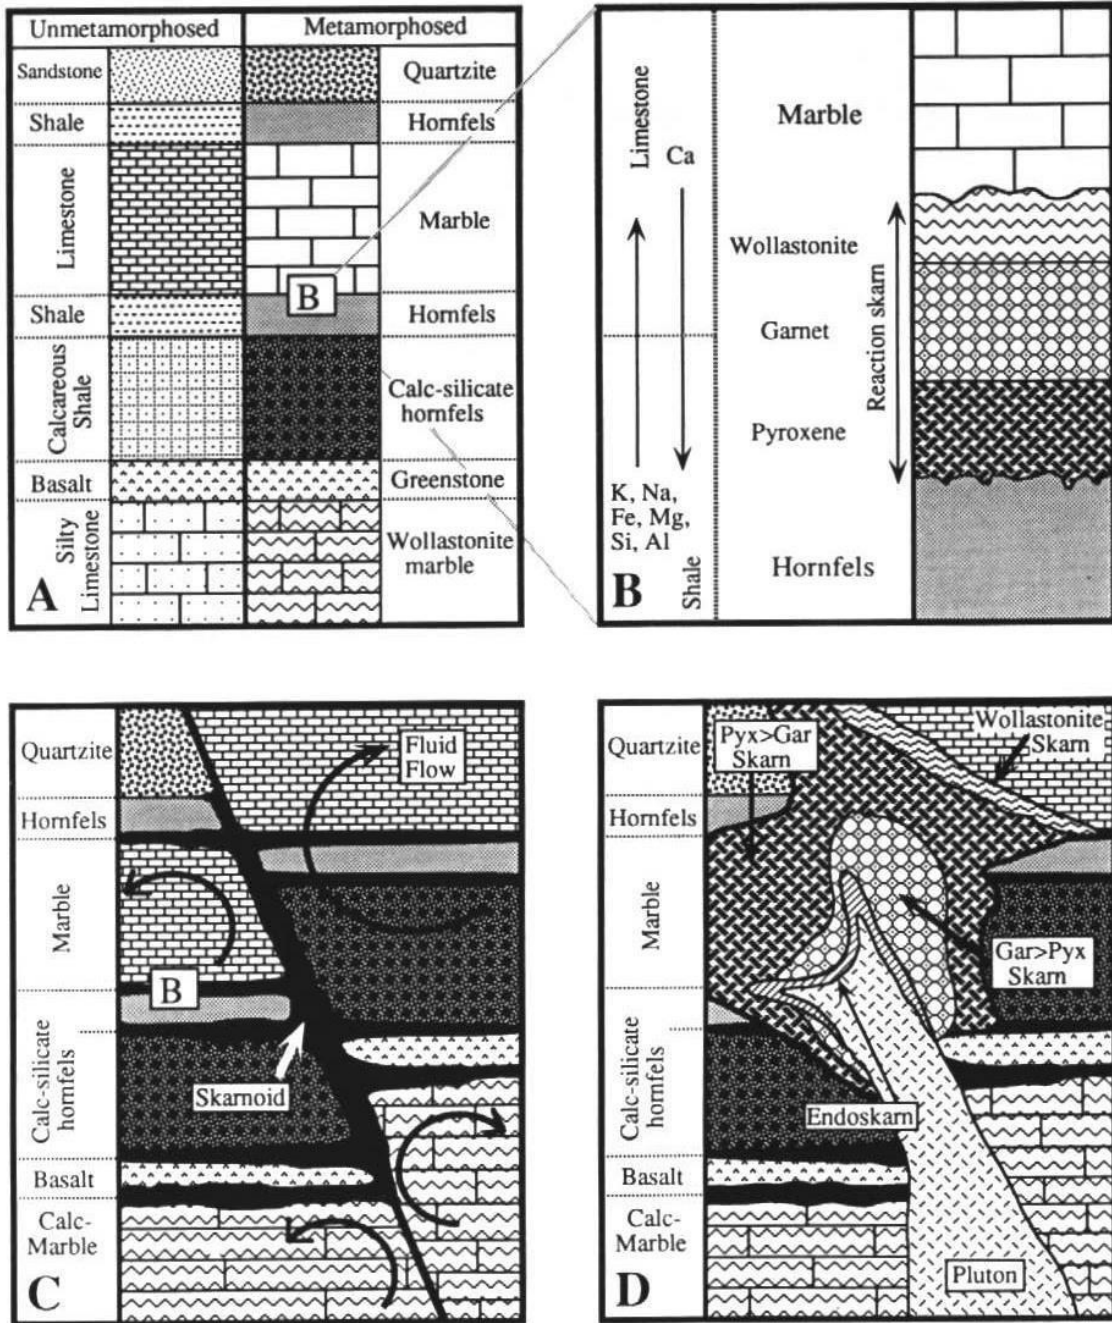 Unmetamorphosed
Metamorphosed
Sandstone
Quartzite
Shale
Hornfels
Limestone
Marble
B
Shale
Hornfels
Calcareous
Shale
Calc-silicate
hornfels
Basalt
Greenstone
Silty
Limestone
Wollastonite
marble
A
Limestone
Ca
Marble
Wollastonite
Garnet
Reaction skarn
Pyroxene
K, Na,
Fe, Mg,
Si, Al
Shale
Hornfels
B
Quartzite
Fluid
Flow
Hornfels
Marble
B
Calc-silicate
hornfels
Skarnoid
Basalt
Calc-
Marble
C
Quartzite
Pyx>Gar
Skarn
Wollastonite
Skarn
Hornfels
Marble
Gar>Pyx
Skarn
Calc-silicate
hornfels
Endoskarn
Basalt
Calc-
Marble
Pluton
D